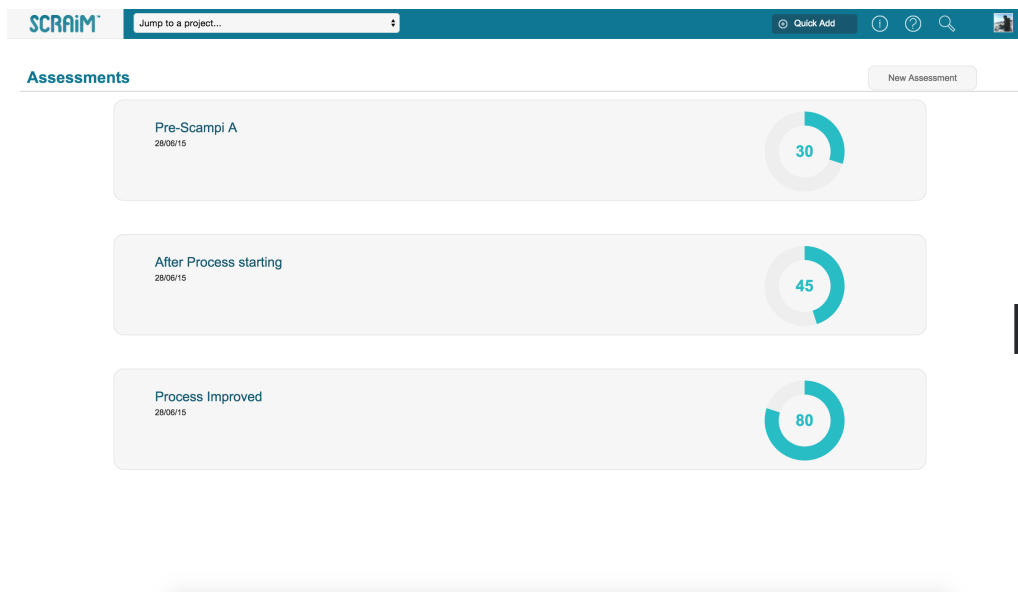 SCRAiM
Jump to a project...
Quick Add
Assessments
New Assessment
Pre-Scampi A
28/06/15
30
After Process starting
28/06/15
45
Process Improved
28/06/15
80